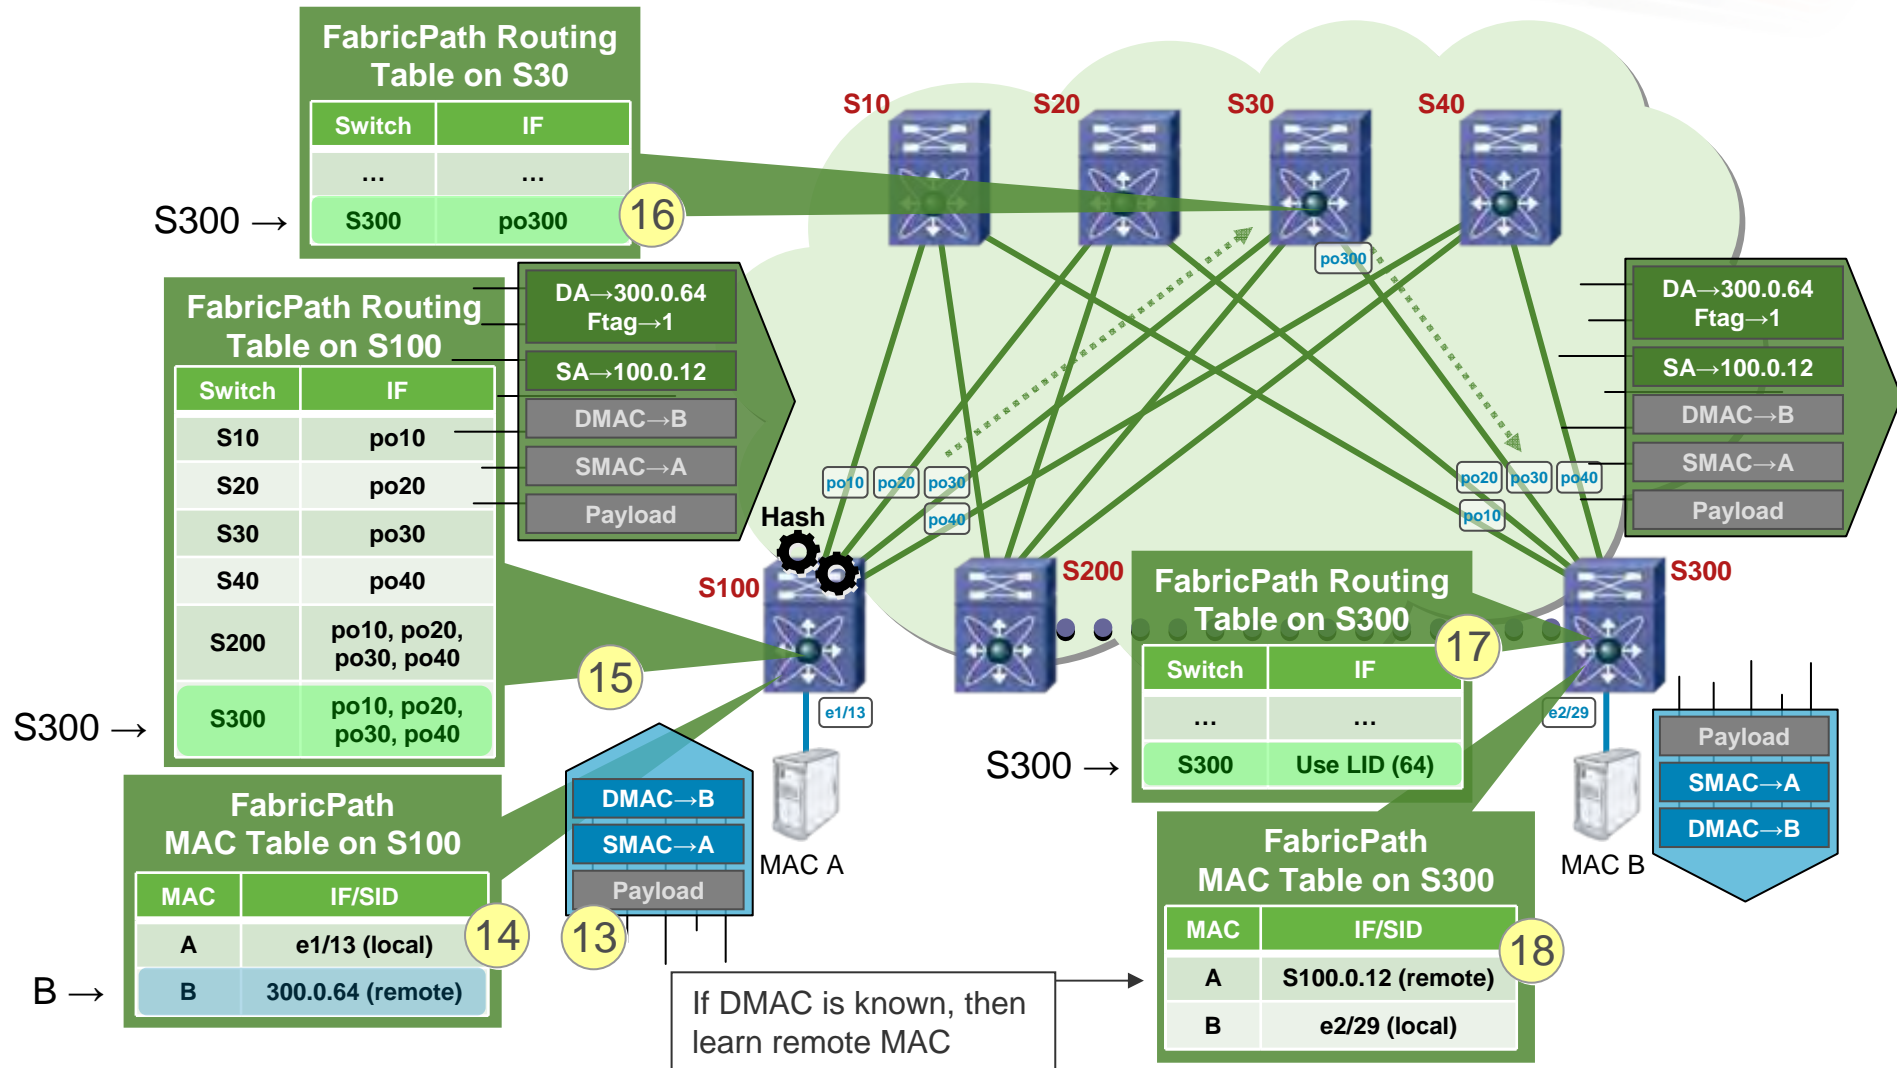 FabricPath Routing
Table on S30
Switch IF
... ...
S300 → S300 po300
16
S10
S20
S30
S40
po300
FabricPath Routing
Table on S100
Switch IF
S10 po10
S20 po20
S30 po30
S40 po40
S200 po10, po20,
po30, po40
S300 → S300 po10, po20,
po30, po40
15
DA→300.0.64
Ftag→1
SA→100.0.12
DMAC→B
SMAC→A
Payload
DA→300.0.64
Ftag→1
SA→100.0.12
DMAC→B
SMAC→A
Payload
po10 po20 po30
po40
po20 po30 po40
po10
Hash
S100
S200
S300
e1/13
e2/29
FabricPath Routing
Table on S300
17
Switch IF
... ...
S300 → S300 Use LID (64)
FabricPath
MAC Table on S100
MAC IF/SID
A e1/13 (local)
B → B 300.0.64 (remote)
14
DMAC→B
SMAC→A
Payload
13
MAC A
If DMAC is known, then
learn remote MAC
FabricPath
MAC Table on S300
MAC IF/SID
A S100.0.12 (remote)
B e2/29 (local)
18
MAC B
Payload
SMAC→A
DMAC→B